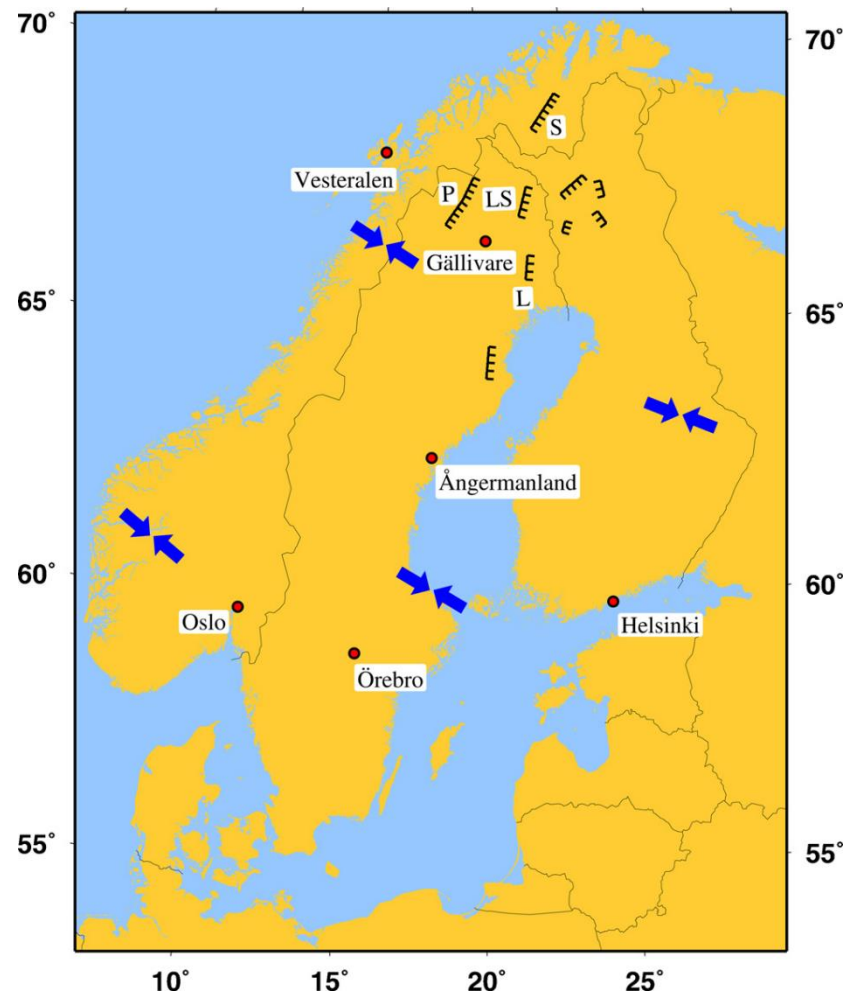 70˚
70˚
S
Vesteralen
P
LS
Gällivare
65˚
65˚
L
Ångermanland
60˚
60˚
Oslo
Helsinki
Örebro
55˚
55˚
10˚
15˚
20˚
25˚